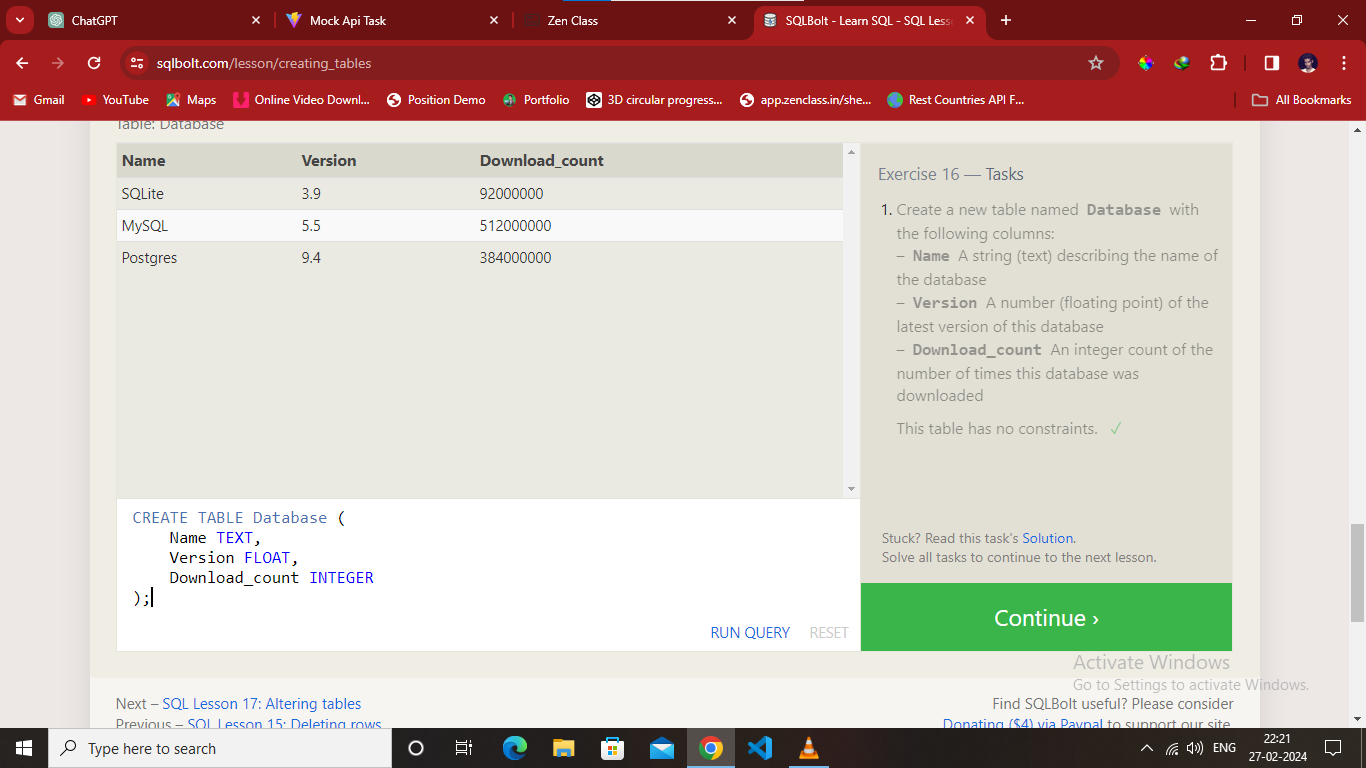 ChatGPT
Mock Api Task
Zen Class
SQLBolt - Learn SQL - SQL Less
sqlbolt.com/lesson/creating_tables
Gmail
YouTube
Maps
Online Video Downl...
Position Demo
Portfolio
3D circular progress...
app.zenclass.in/she...
Rest Countries API F...
All Bookmarks
Table: Database
Name Version Download_count
SQLite 3.9 92000000
MySQL 5.5 512000000
Postgres 9.4 384000000
CREATE TABLE Database (
Name TEXT,
Version FLOAT,
Download_count INTEGER
);
RUN QUERY RESET
Exercise 16 — Tasks
1. Create a new table named Database with
the following columns:
– Name A string (text) describing the name of
the database
– Version A number (floating point) of the
latest version of this database
– Download_count An integer count of the
number of times this database was
downloaded
This table has no constraints. ✓
Stuck? Read this task's Solution.
Solve all tasks to continue to the next lesson.
Continue ›
Activate Windows
Go to Settings to activate Windows.
Next – SQL Lesson 17: Altering tables
Previous – SQL Lesson 15: Deleting rows
Find SQLBolt useful? Please consider
Donating ($4) via Paypal to support our site.
Type here to search
ENG
22:21
27-02-2024